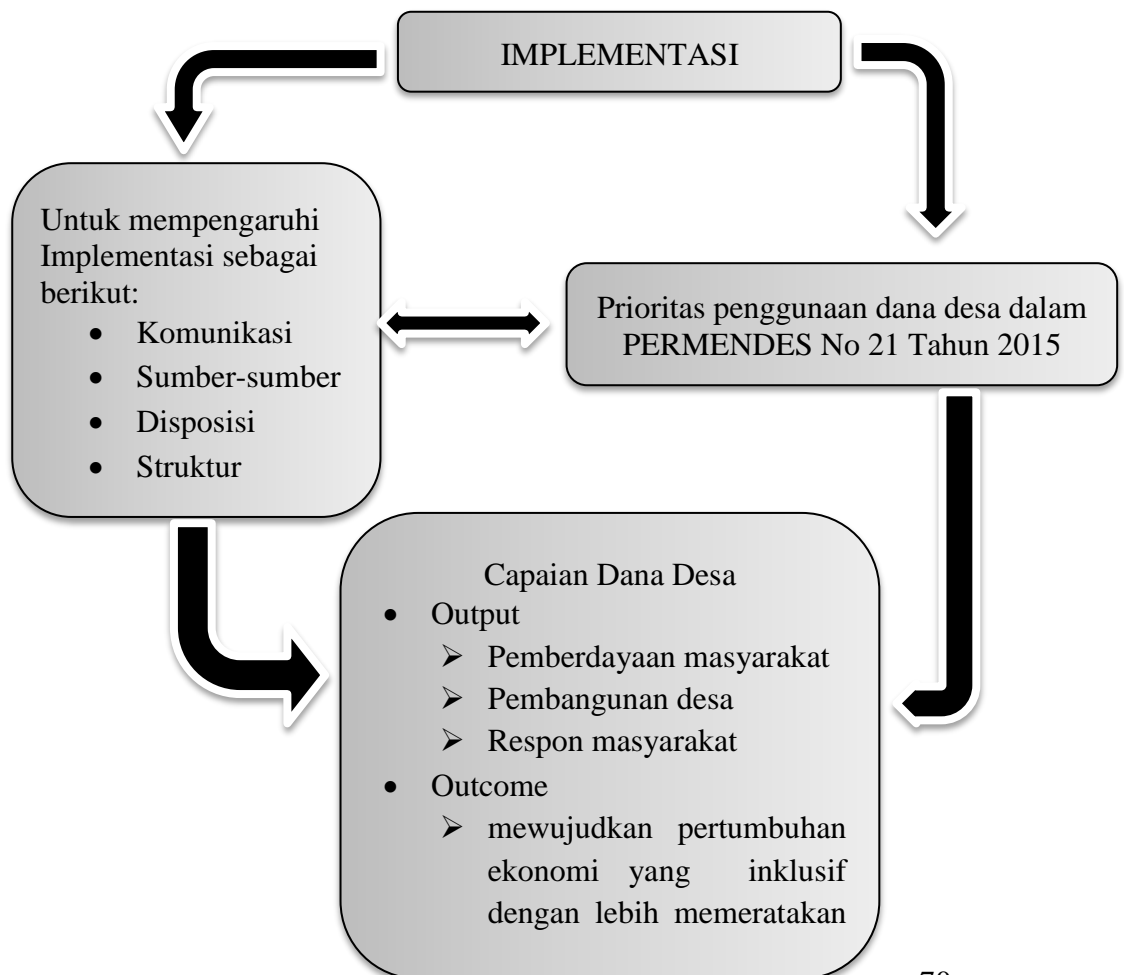 IMPLEMENTASI
Untuk mempengaruhi
Implementasi sebagai
berikut:
• Komunikasi
• Sumber-sumber
• Disposisi
• Struktur
Prioritas penggunaan dana desa dalam
PERMENDES No 21 Tahun 2015
Capaian Dana Desa
• Output
➢ Pemberdayaan masyarakat
➢ Pembangunan desa
➢ Respon masyarakat
• Outcome
➢ mewujudkan pertumbuhan
ekonomi yang inklusif
dengan lebih memeratakan